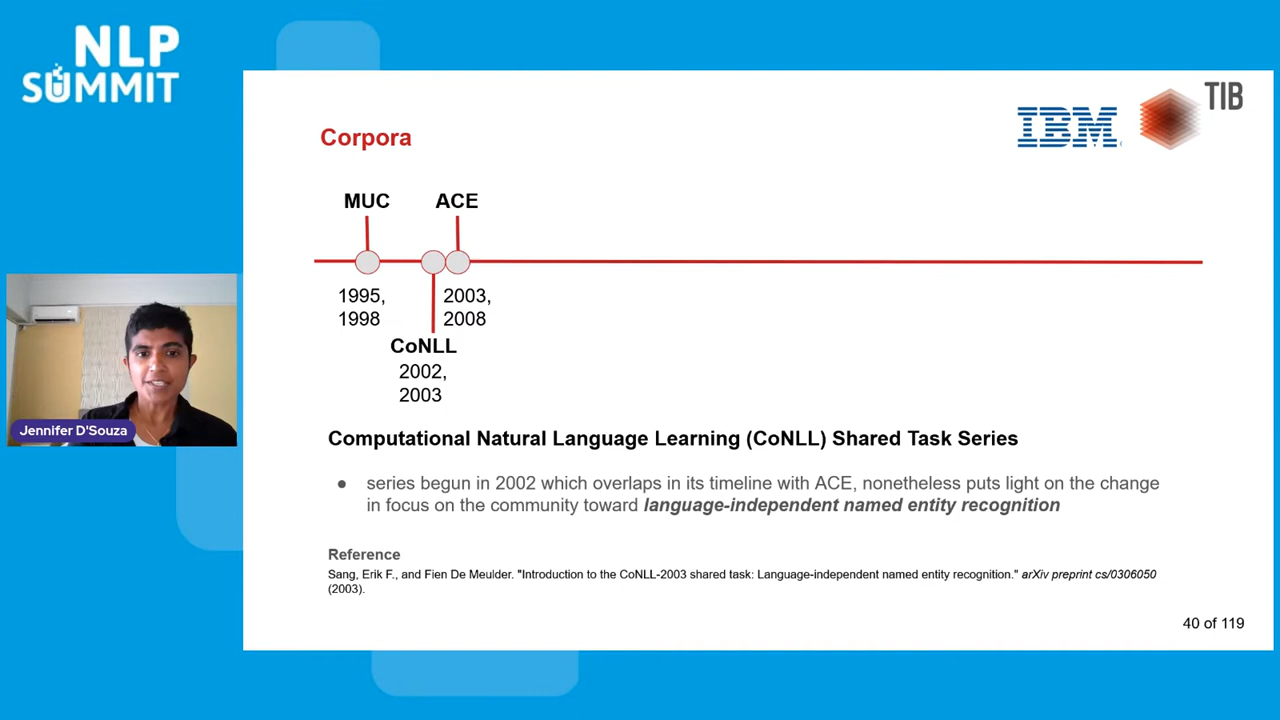 NLP
SUMMIT
IBM
TIB
Corpora
MUC ACE
1995, 2003,
1998 2008
CoNLL
2002,
2003
Jennifer D'Souza
Computational Natural Language Learning (CoNLL) Shared Task Series
● series begun in 2002 which overlaps in its timeline with ACE, nonetheless puts light on the change
in focus on the community toward language-independent named entity recognition
Reference
Sang, Erik F., and Fien De Meulder. "Introduction to the CoNLL-2003 shared task: Language-independent named entity recognition." arXiv preprint cs/0306050
(2003).
40 of 119